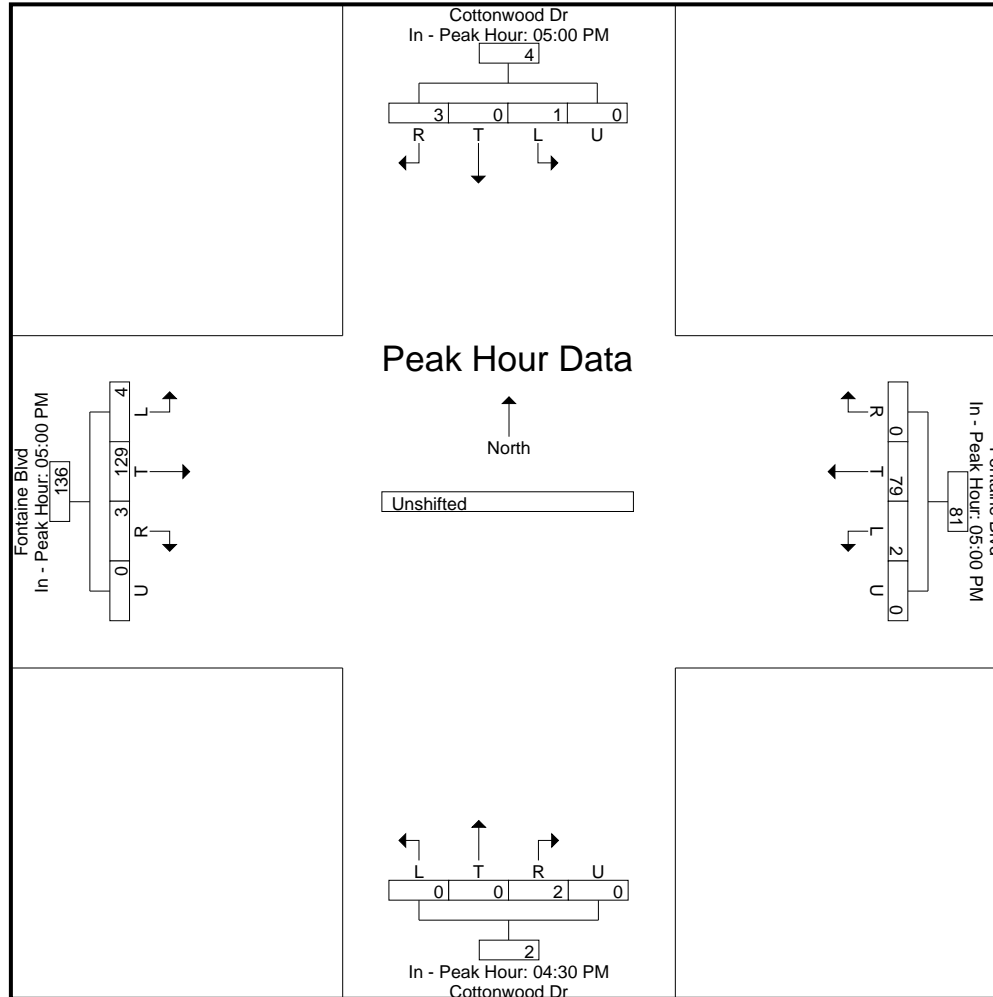 Cottonwood Dr
In - Peak Hour: 05:00 PM
4
3 0 1 0
R T L U
Peak Hour Data
North
Unshifted
Fontaine Blvd
In - Peak Hour: 05:00 PM
136
4 129 3 0
L T R U
In - Peak Hour: 05:00 PM
81
0 79 2 0
R T L U
L T R U
0 0 2 0
2
In - Peak Hour: 04:30 PM
Cottonwood Dr